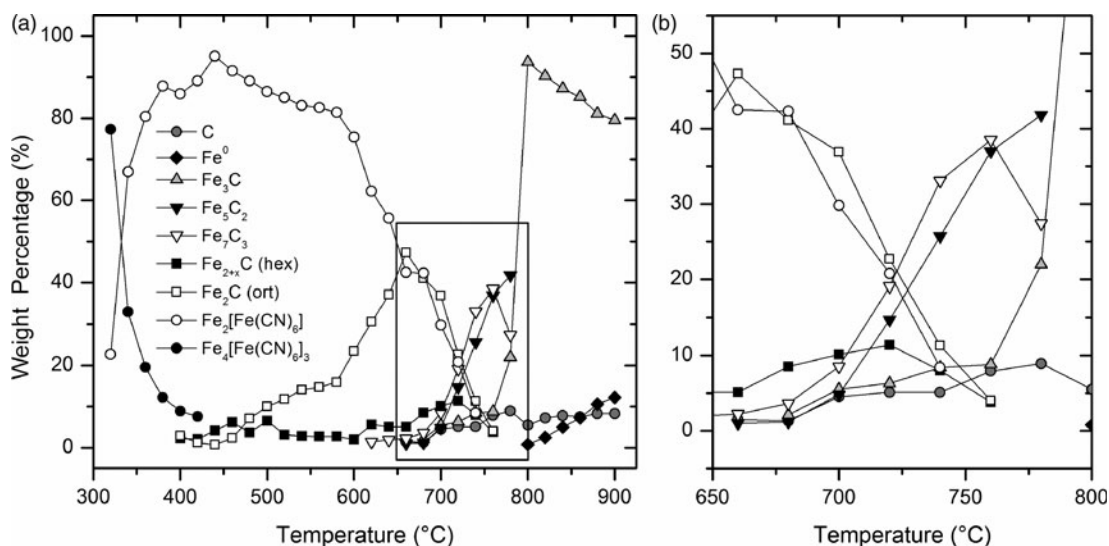 (a)
100
80
60
40
20
0
Weight Percentage (%)
C
Fe⁰
Fe₃C
Fe₅C₂
Fe₇C₃
Fe₂₊ₓC (hex)
Fe₂C (ort)
Fe₂[Fe(CN)₆]
Fe₄[Fe(CN)₆]₃
300 400 500 600 700 800 900
Temperature (°C)
(b)
50
40
30
20
10
0
650 700 750 800
Temperature (°C)